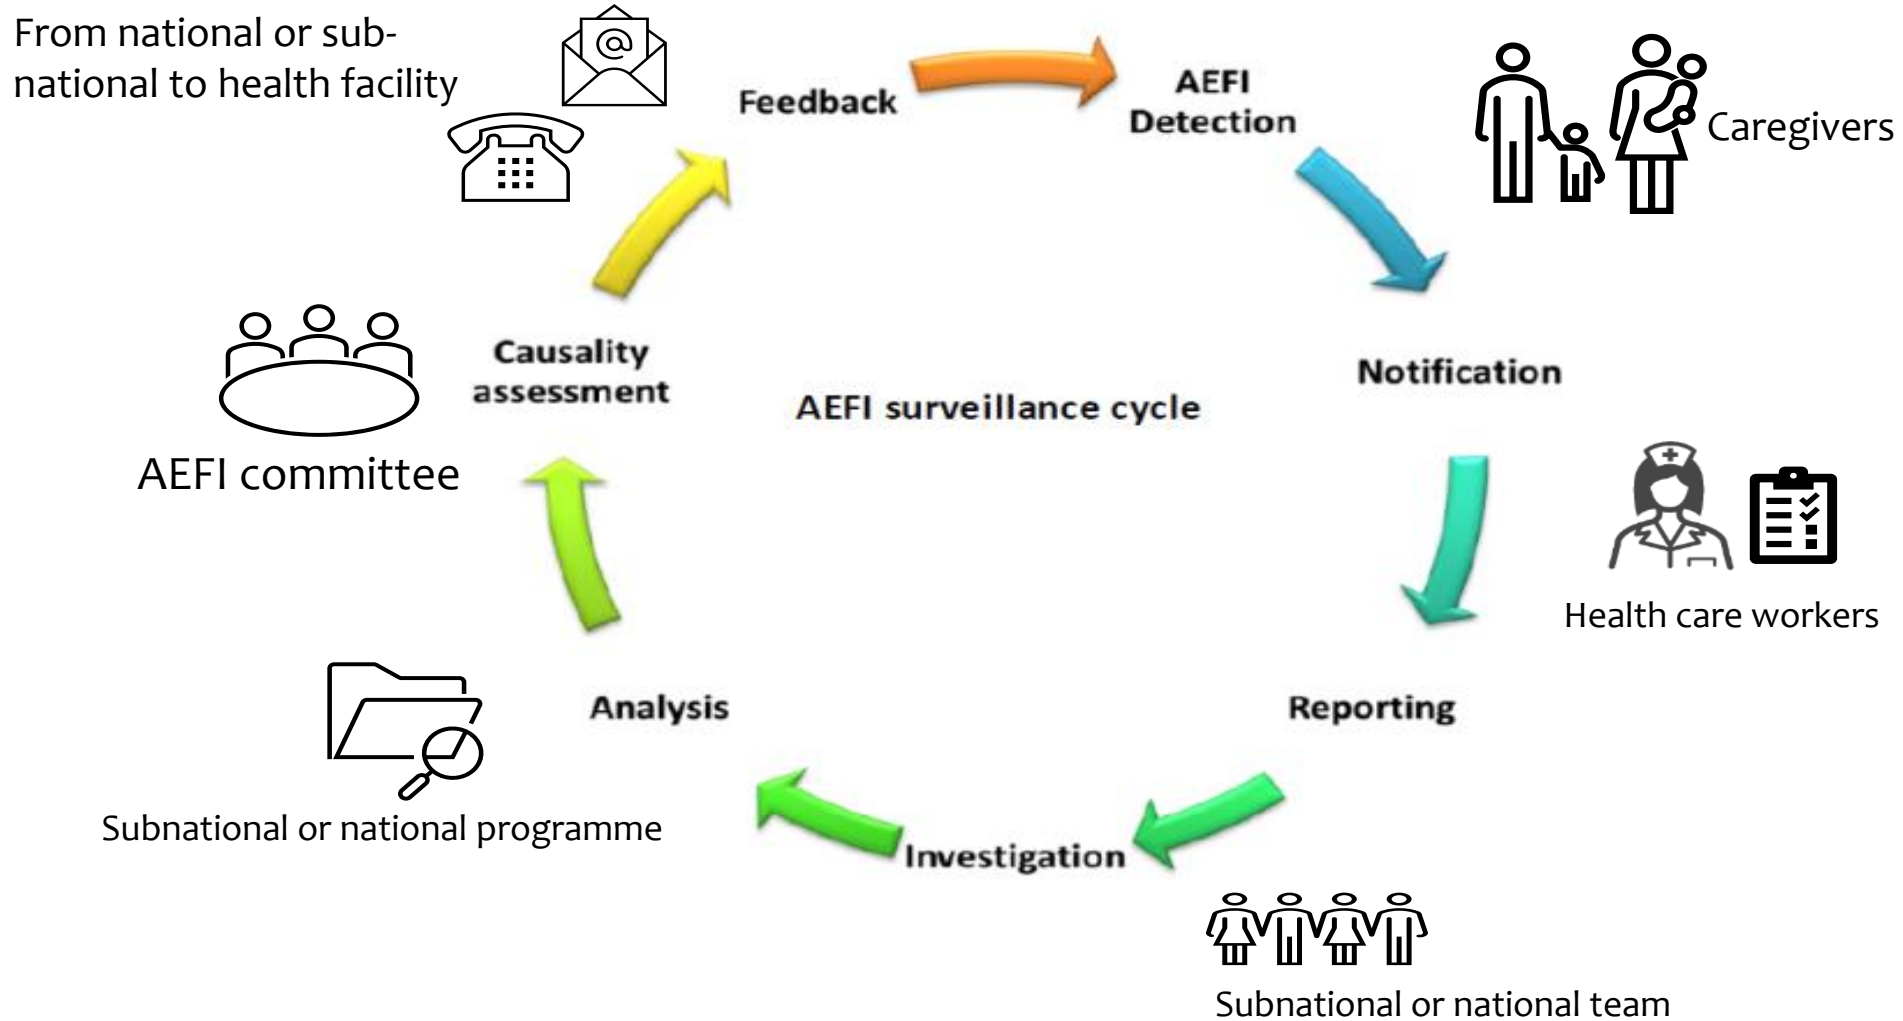 From national or sub-
national to health facility
@
Feedback
AEFI
Detection
Caregivers
Notification
Causality
assessment
AEFI surveillance cycle
AEFI committee
Health care workers
Analysis
Reporting
Subnational or national programme
Investigation
Subnational or national team